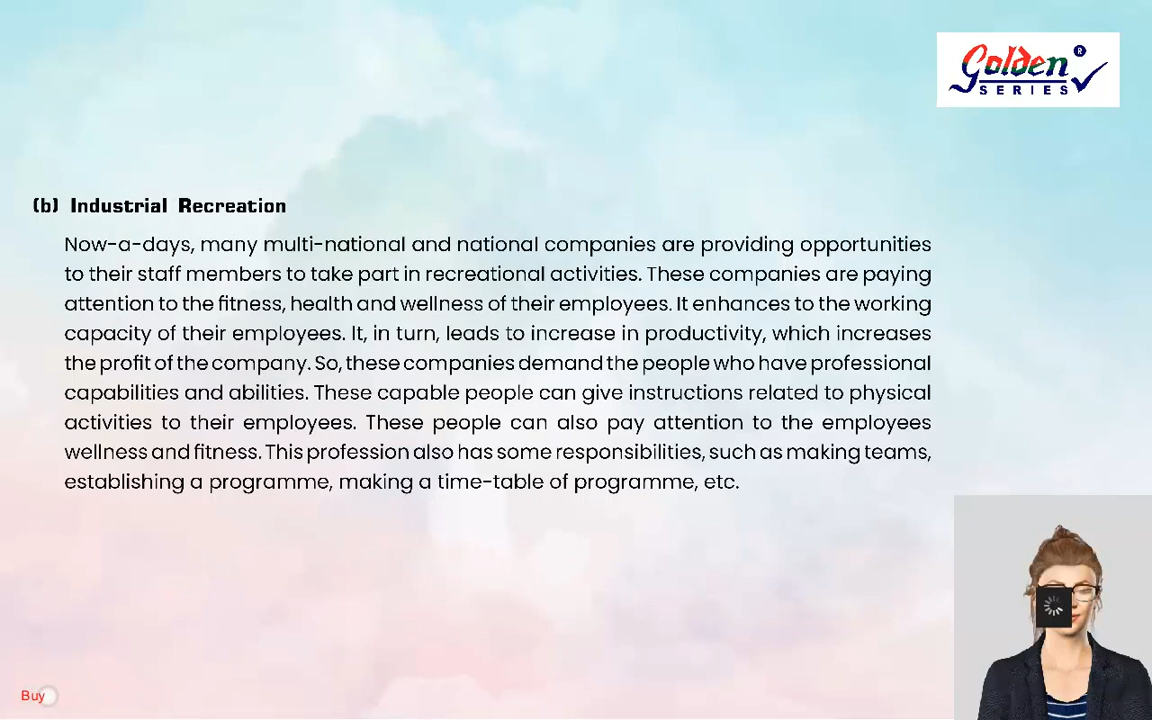 Golden®
SERIES
(b) Industrial Recreation
Now-a-days, many multi-national and national companies are providing opportunities
to their staff members to take part in recreational activities. These companies are paying
attention to the fitness, health and wellness of their employees. It enhances to the working
capacity of their employees. It, in turn, leads to increase in productivity, which increases
the profit of the company. So, these companies demand the people who have professional
capabilities and abilities. These capable people can give instructions related to physical
activities to their employees. These people can also pay attention to the employees
wellness and fitness. This profession also has some responsibilities, such as making teams,
establishing a programme, making a time-table of programme, etc.
Buy